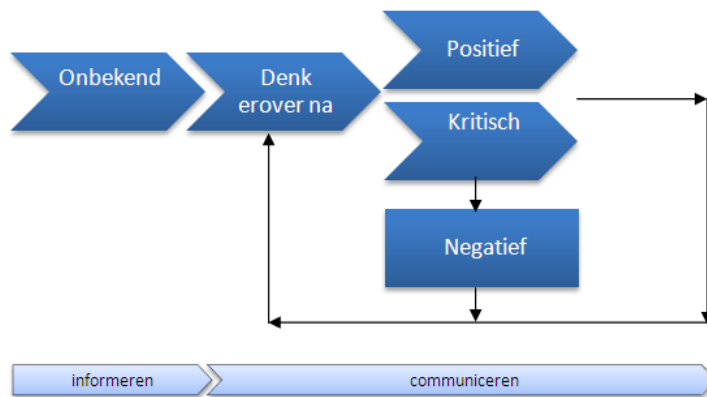 Onbekend
Denk
erover na
Positief
Kritisch
Negatief
informeren
communiceren